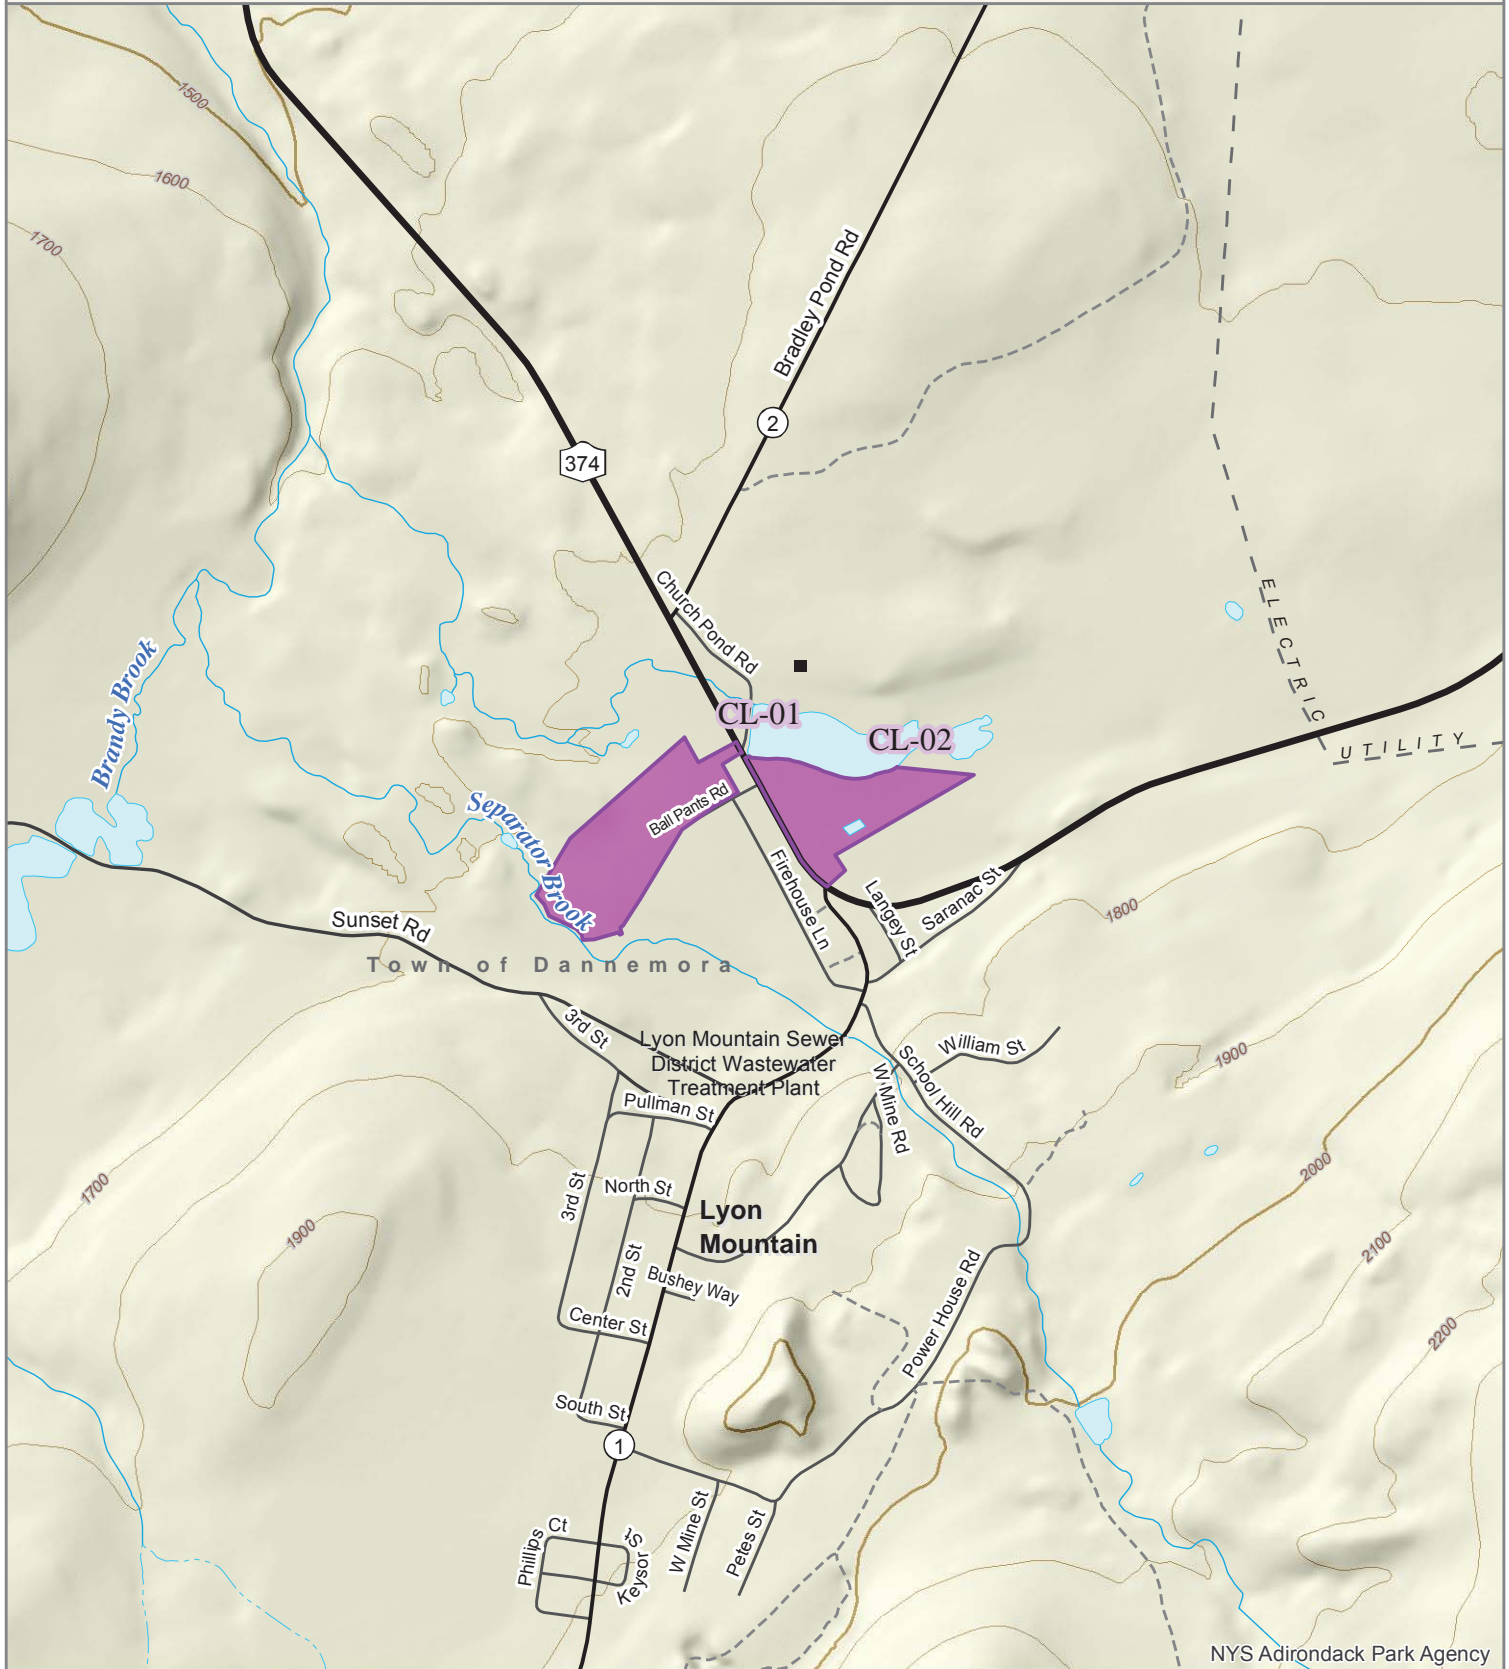 1500
1600
1700
Bradley Pond Rd
2
374
Church Pond Rd
ELECTRIC
UTILITY
Brandy Brook
CL-01
CL-02
Ball Pants Rd
Separator Brook
Firehouse Ln
Langey St
Saranac St
1800
Sunset Rd
Town of Dannemora
3rd St
Lyon Mountain Sewer
District Wastewater
Treatment Plant
William St
School Hill Rd
W Mine Rd
1900
Pullman St
1700
3rd St
North St
Lyon
Mountain
2000
1900
2nd St
Bushey Way
2100
Center St
Power House Rd
2200
South St
1
W Mine St
Petes St
Phillips Ct
Keysor St
NYS Adirondack Park Agency